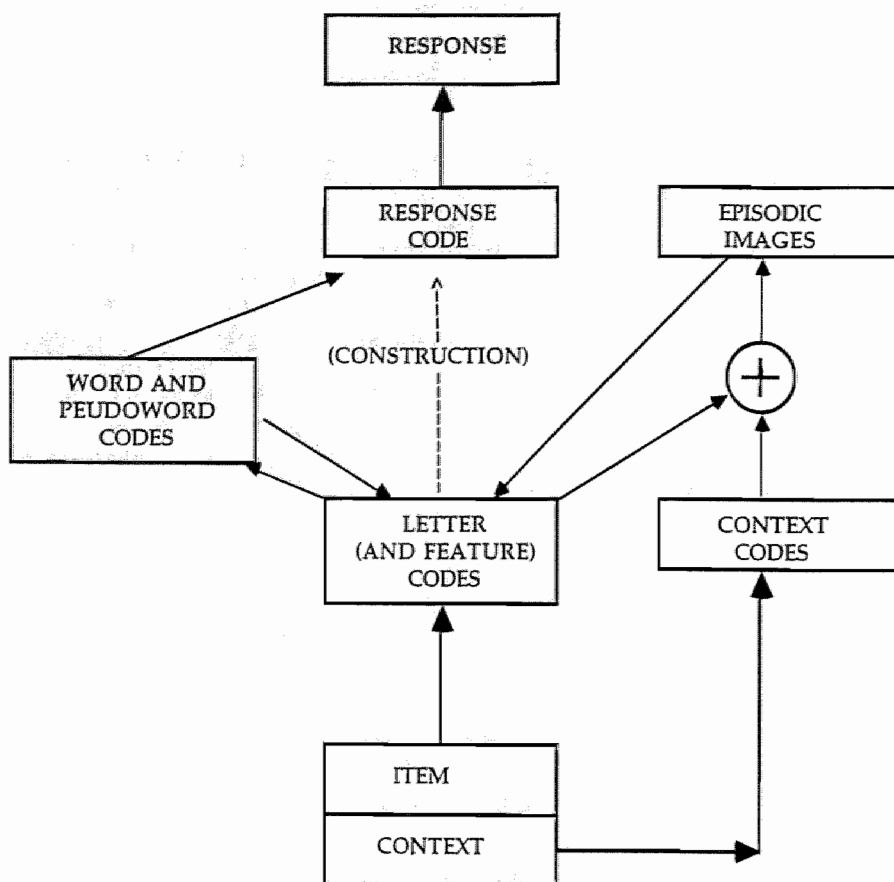 RESPONSE
RESPONSE
CODE
EPISODIC
IMAGES
(CONSTRUCTION)
WORD AND
PEUDOWORD
CODES
LETTER
(AND FEATURE)
CODES
CONTEXT
CODES
ITEM
CONTEXT